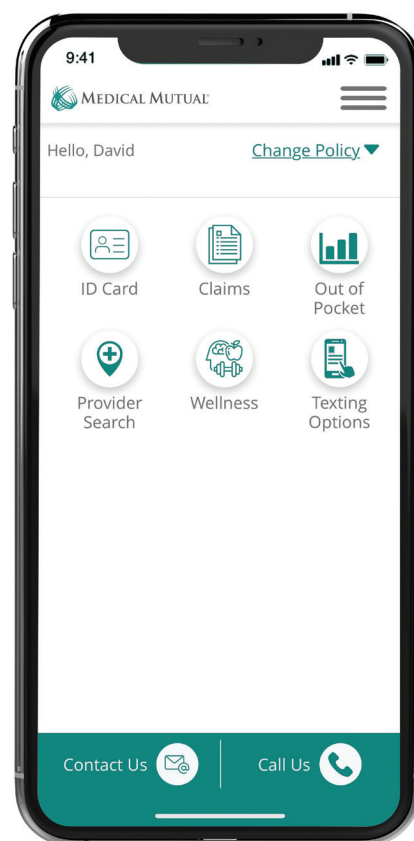 9:41
MEDICAL MUTUAL®
Hello, David
Change Policy
ID Card
Claims
Out of
Pocket
Provider
Search
Wellness
Texting
Options
Contact Us
Call Us